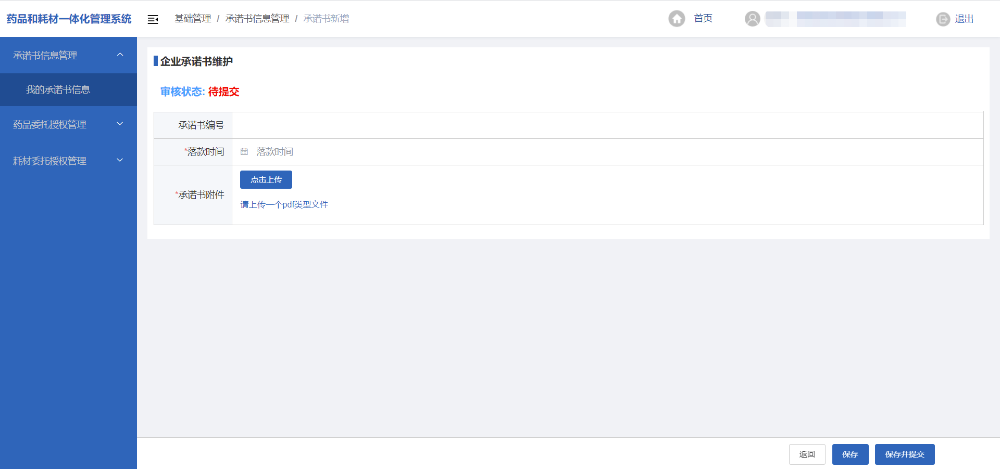 药品和耗材一体化管理系统
基础管理 / 承诺书信息管理 / 承诺书新增
首页
退出
承诺书信息管理
我的承诺书信息
药品委托授权管理
耗材委托授权管理
企业承诺书维护
审核状态: 待提交
承诺书编号
*落款时间
落款时间
*承诺书附件
点击上传
请上传一个pdf类型文件
返回
保存
保存并提交